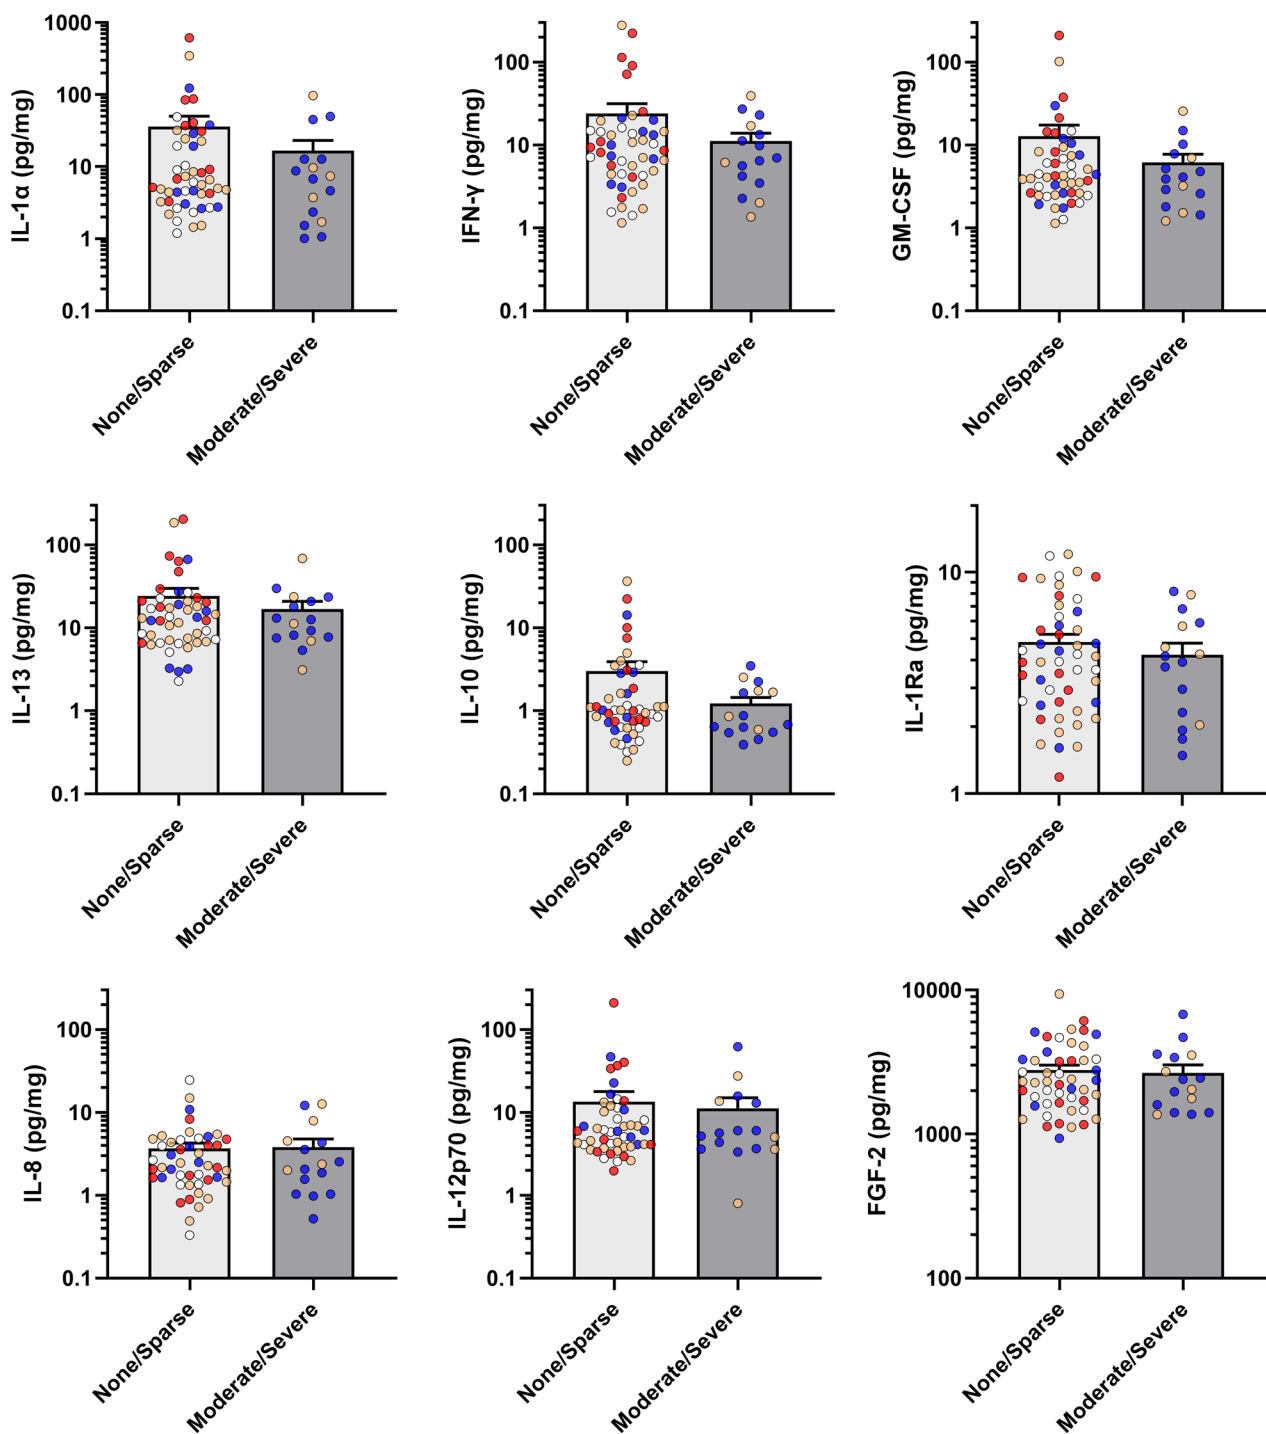 IL-1α (pg/mg)
1000
100
10
1
0.1
None/Sparse
Moderate/Severe
IFN-γ (pg/mg)
100
10
1
0.1
None/Sparse
Moderate/Severe
GM-CSF (pg/mg)
100
10
1
0.1
None/Sparse
Moderate/Severe
IL-13 (pg/mg)
100
10
1
0.1
None/Sparse
Moderate/Severe
IL-10 (pg/mg)
100
10
1
0.1
None/Sparse
Moderate/Severe
IL-1Ra (pg/mg)
10
1
None/Sparse
Moderate/Severe
IL-8 (pg/mg)
100
10
1
0.1
None/Sparse
Moderate/Severe
IL-12p70 (pg/mg)
100
10
1
0.1
None/Sparse
Moderate/Severe
FGF-2 (pg/mg)
10000
1000
100
None/Sparse
Moderate/Severe